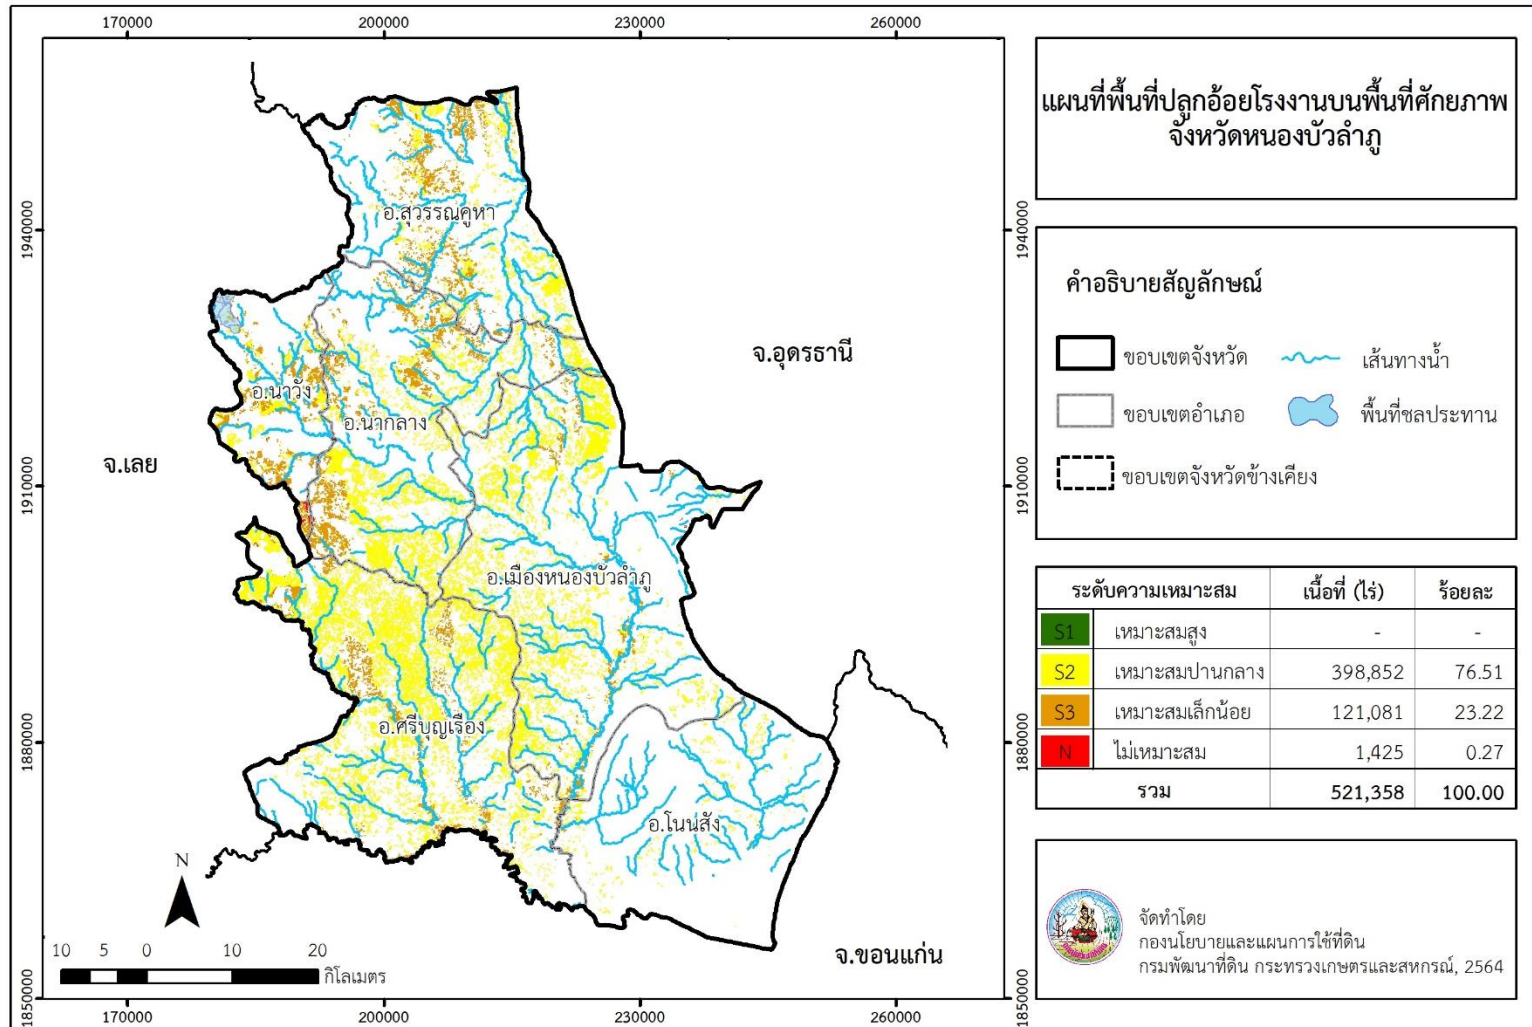 170000 200000 230000 260000
แผนที่พื้นที่ปลูกอ้อยโรงงานบนพื้นที่ศักยภาพ
จังหวัดหนองบัวลำภู
1940000
1910000
1880000
1850000
1940000
1910000
1880000
1850000
อ.สุวรรณคูหา
จ.อุดรธานี
อ.นาวัง
อ.นากลาง
จ.เลย
อ.เมืองหนองบัวลำภู
อ.ศรีบุญเรือง
อ.โนนสัง
จ.ขอนแก่น
N
10 5 0 10 20
กิโลเมตร
170000 200000 230000 260000
คำอธิบายสัญลักษณ์
ขอบเขตจังหวัด เส้นทางน้ำ
ขอบเขตอำเภอ พื้นที่ชลประทาน
ขอบเขตจังหวัดข้างเคียง
ระดับความเหมาะสม เนื้อที่ (ไร่) ร้อยละ
S1 เหมาะสมสูง - -
S2 เหมาะสมปานกลาง 398,852 76.51
S3 เหมาะสมเล็กน้อย 121,081 23.22
N ไม่เหมาะสม 1,425 0.27
รวม 521,358 100.00
จัดทำโดย
กองนโยบายและแผนการใช้ที่ดิน
กรมพัฒนาที่ดิน กระทรวงเกษตรและสหกรณ์, 2564